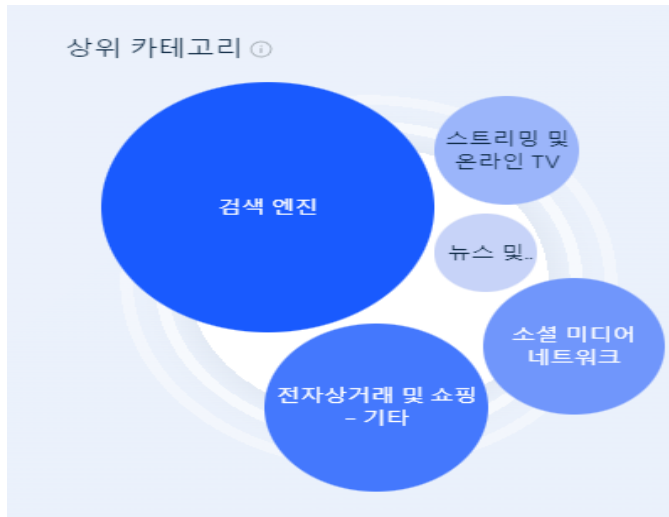 상위 카테고리
검색 엔진
스트리밍 및
온라인 TV
뉴스 및..
소셜 미디어
네트워크
전자상거래 및 쇼핑
– 기타